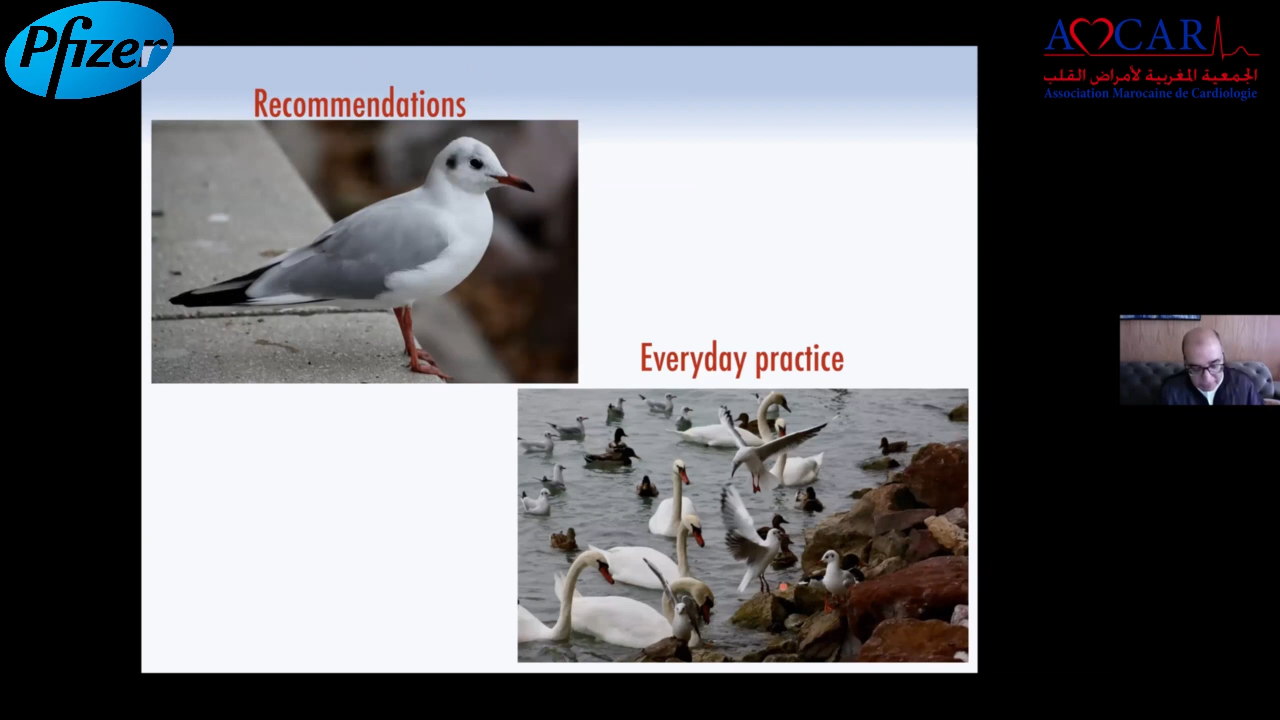 Pfizer
AMCAR
الجمعية المغربية لأمراض القلب
Association Marocaine de Cardiologie
Recommendations
Everyday practice